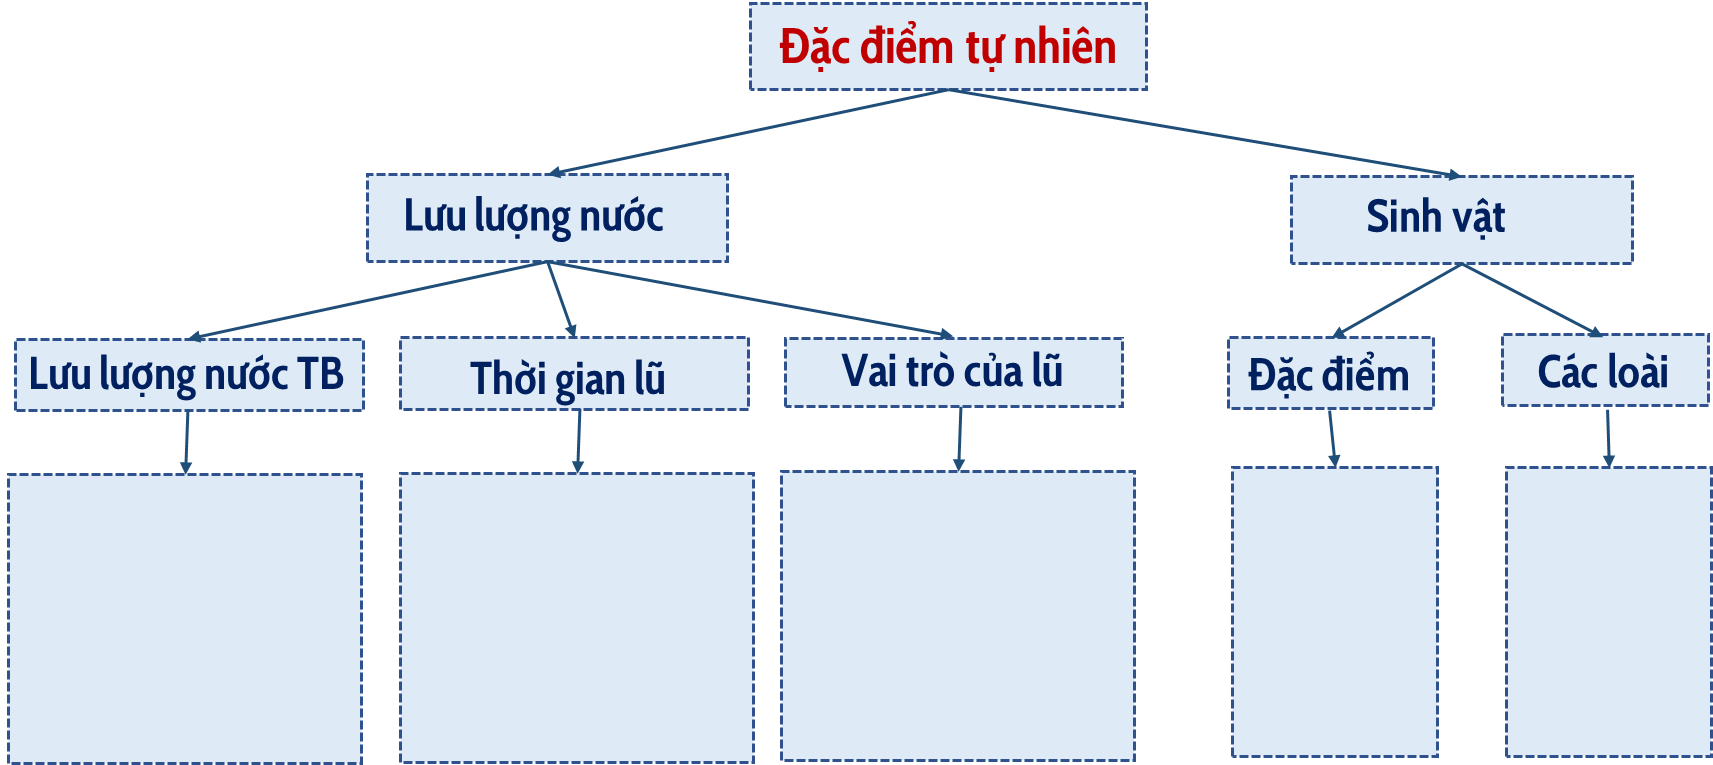 Đặc điểm tự nhiên
Lưu lượng nước
Sinh vật
Lưu lượng nước TB
Thời gian lũ
Vai trò của lũ
Đặc điểm
Các loài